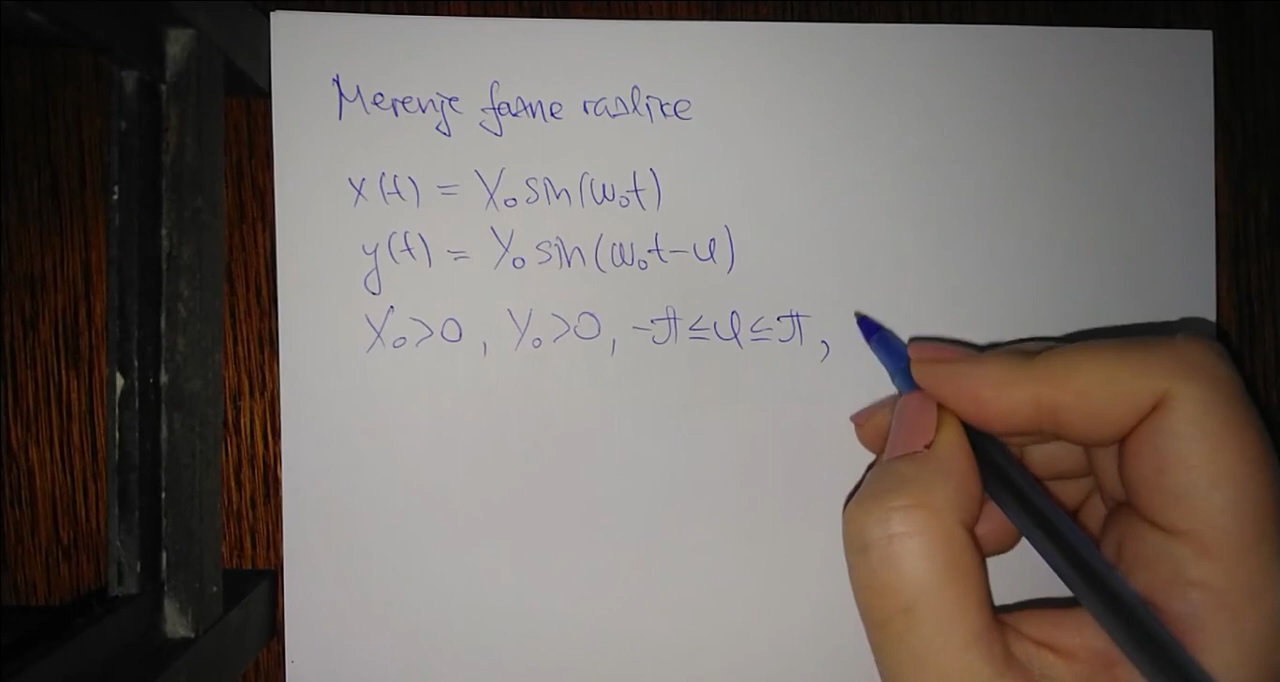 Merenje fazne razlike
x(t) = X₀ sin(ω₀t)
y(t) = Y₀ sin(ω₀t-φ)
X₀>0, Y₀>0, -π≤φ≤π,